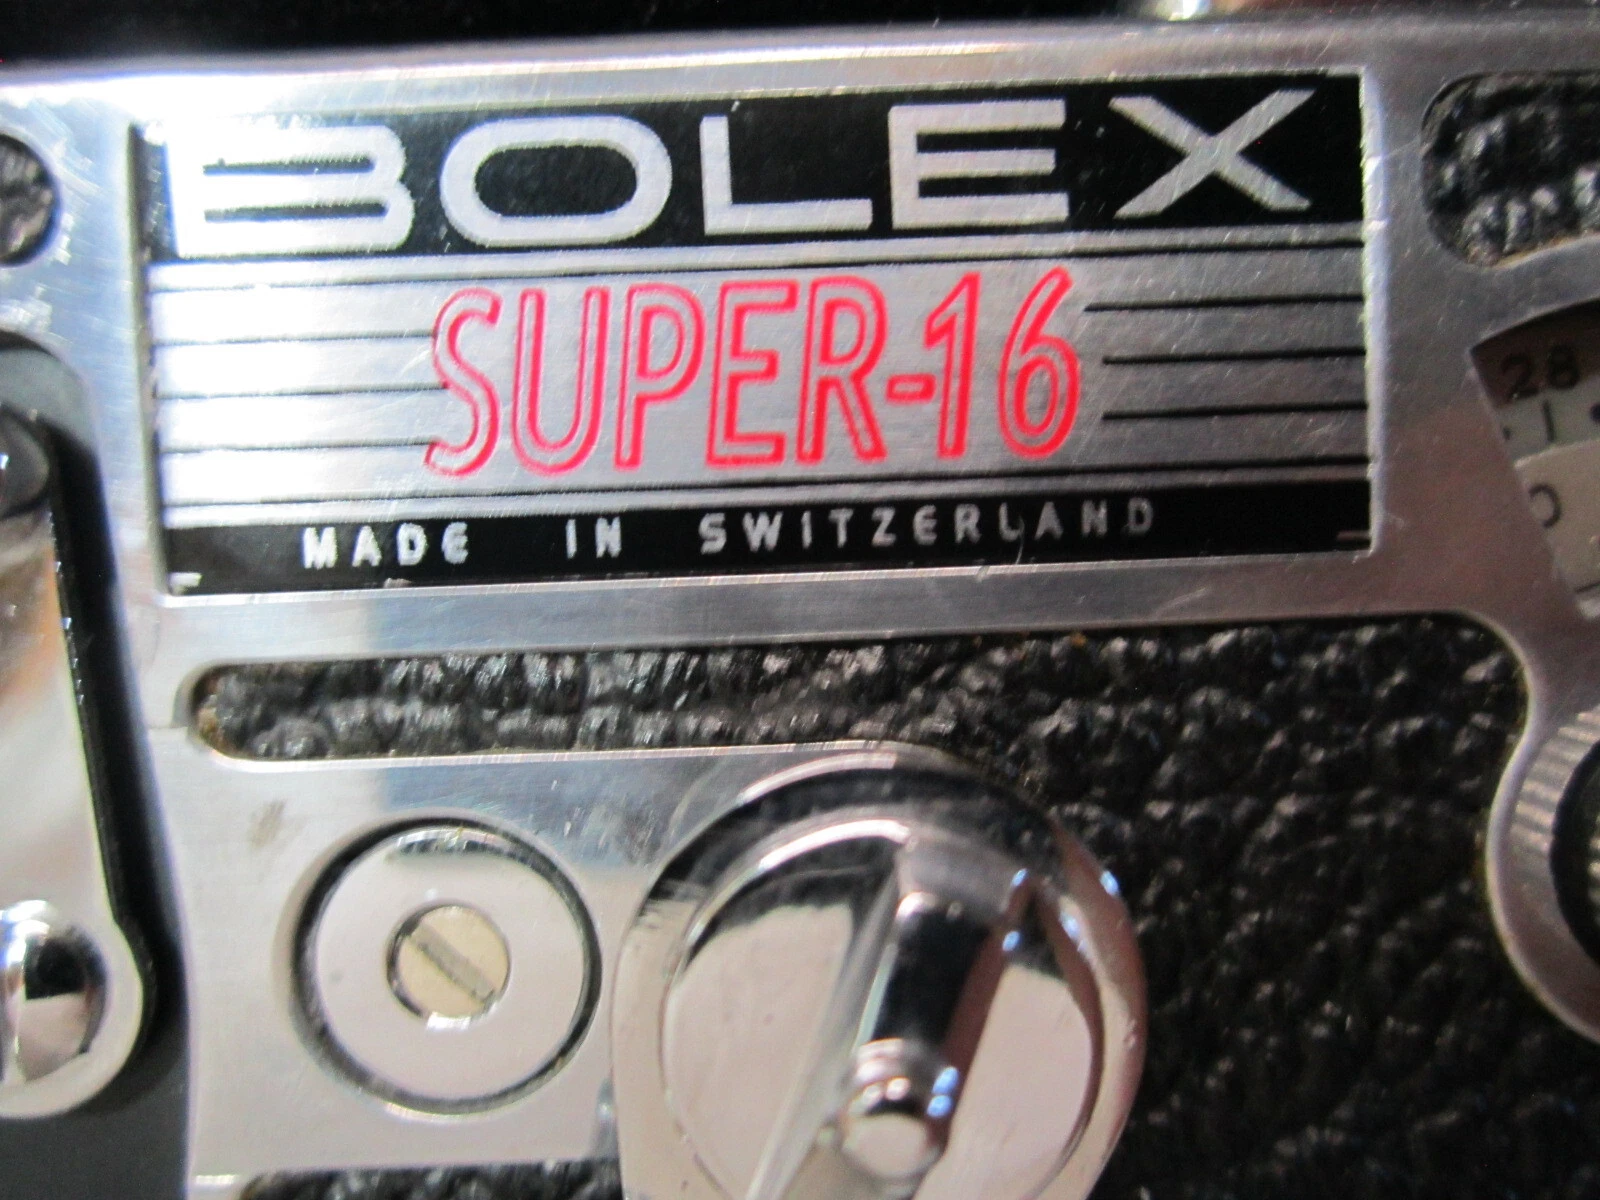 BOLEX
SUPER-16
MADE IN SWITZERLAND
28